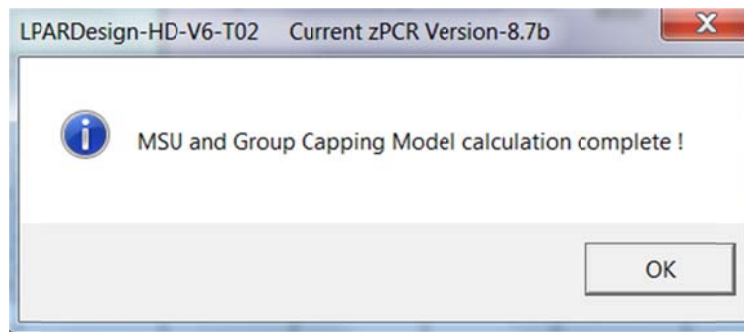 LPARDesign-HD-V6-T02 Current zPCR Version-8.7b
MSU and Group Capping Model calculation complete !
OK